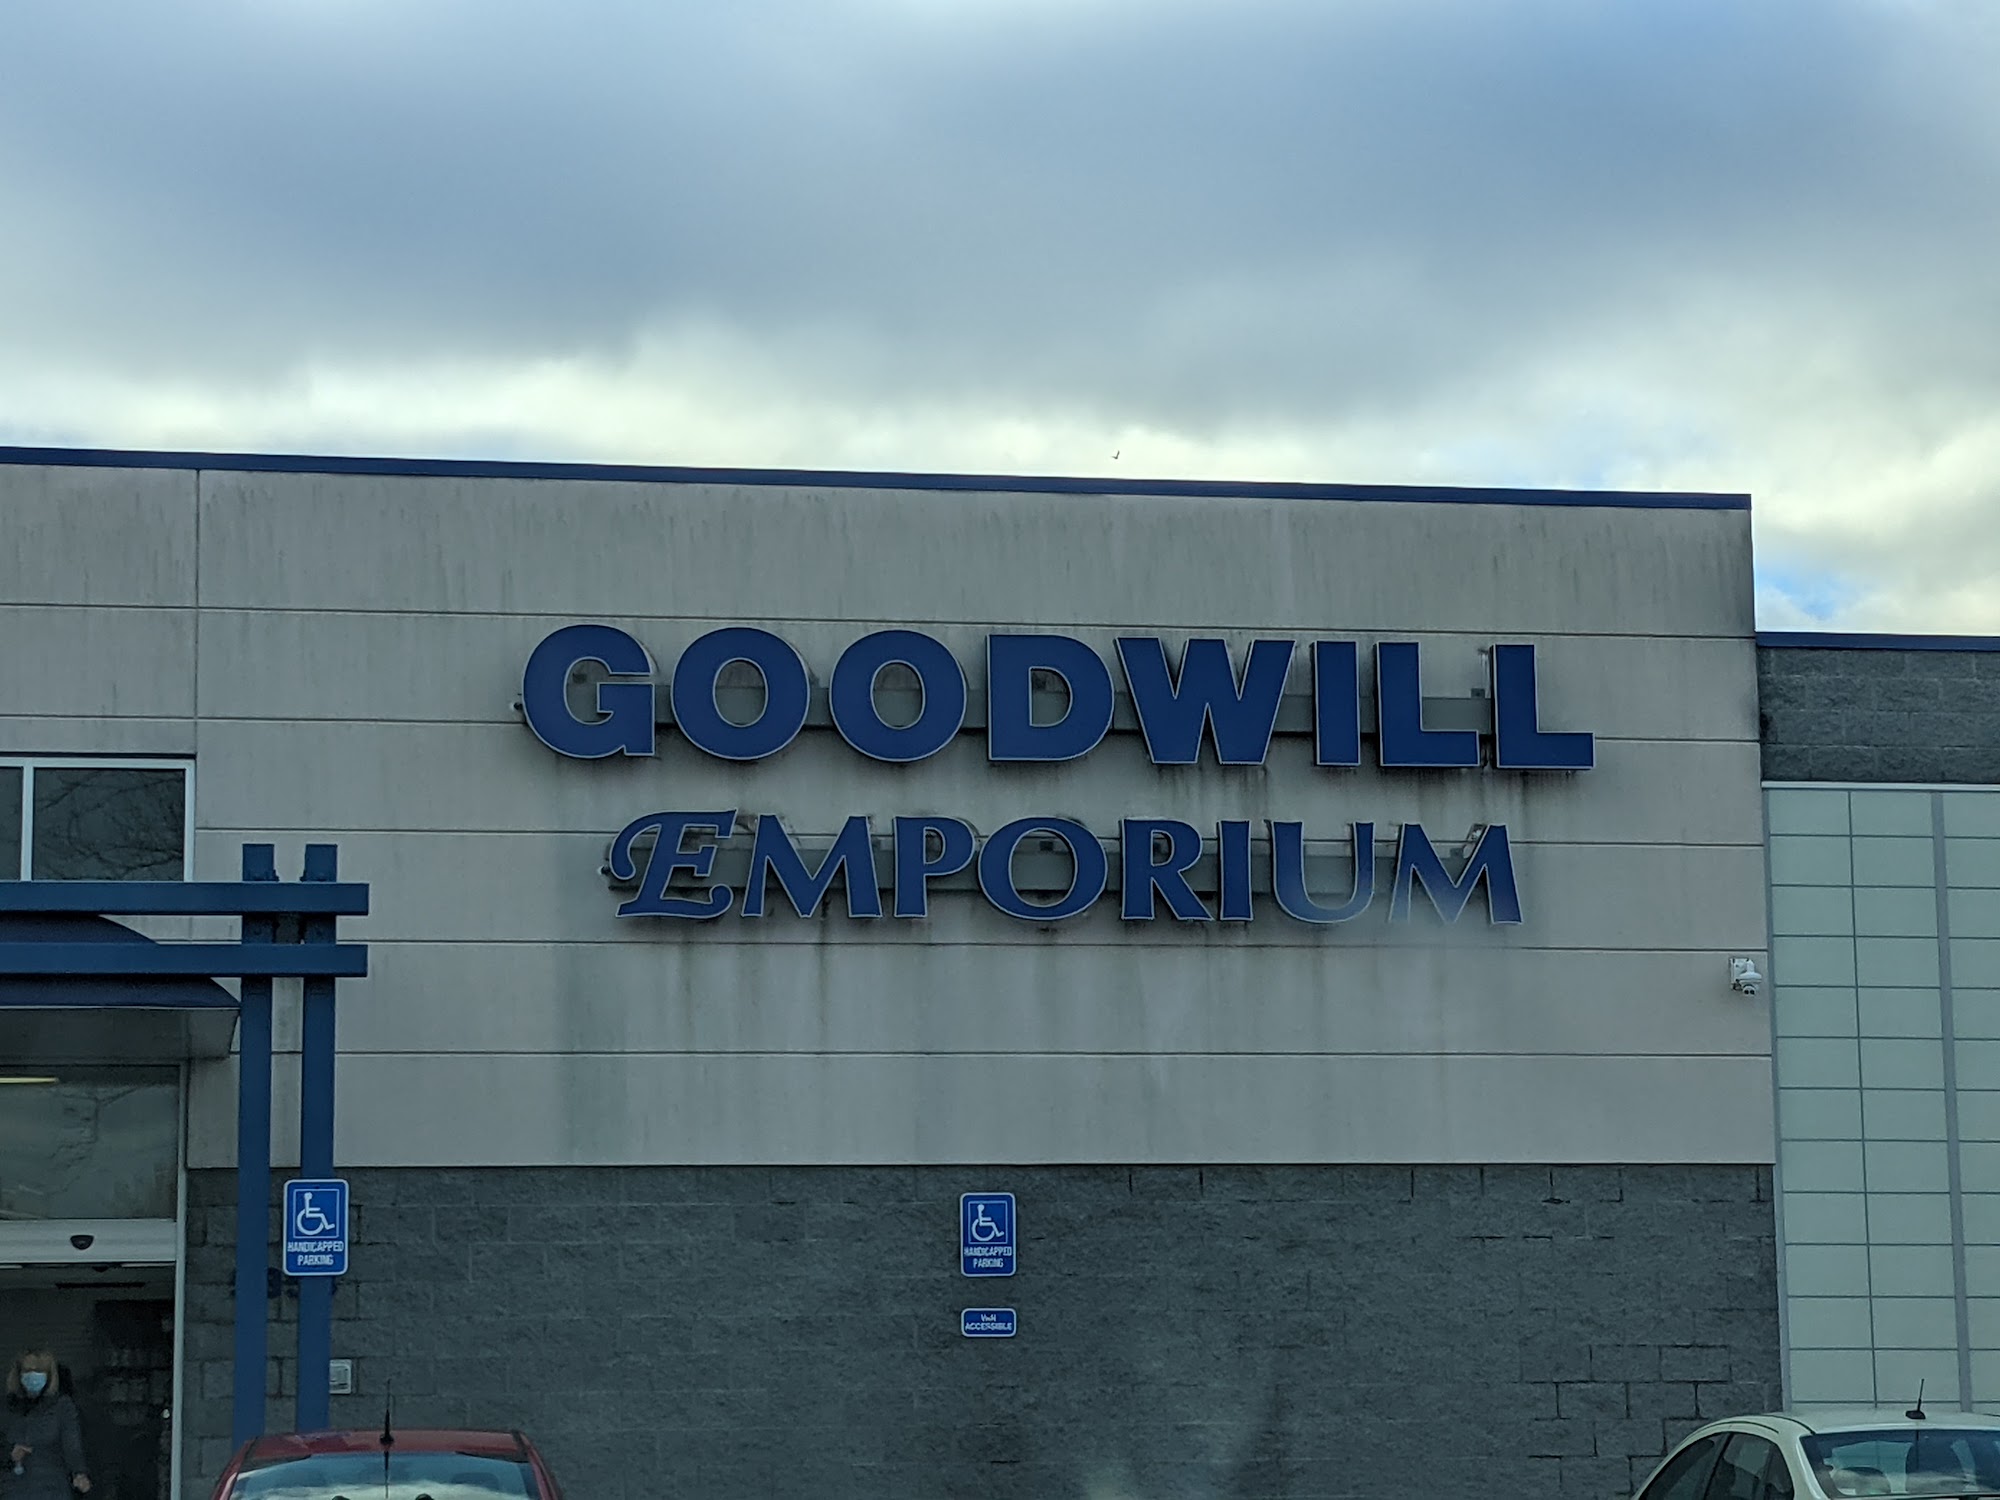 GOODWILL
EMPORIUM
HANDICAPPED
PARKING
HANDICAPPED
PARKING
VAN
ACCESSIBLE